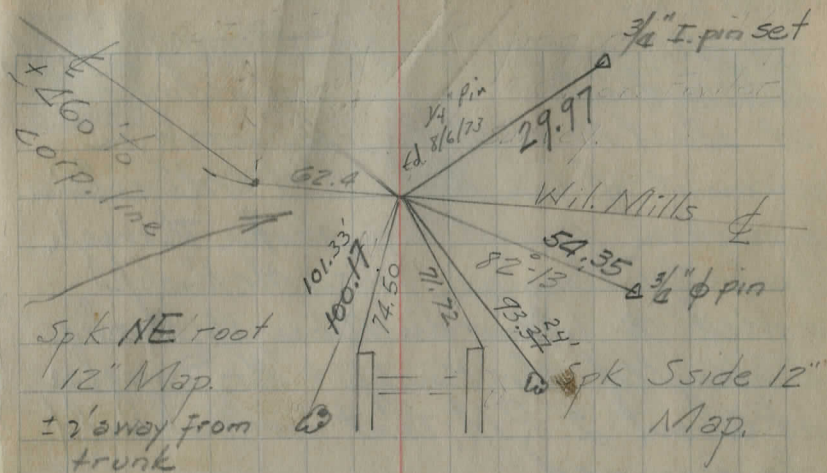 3/4" I. pin set
1/4" pin
fd. 8/6/73
29.97
± 460' to
corp. line
62.4
Wil. Mills ℄
54.35
82°-13
3/4" ϕ pin
101.33'
100.17
74.50
71.72
93.37
24'
Spk NE root
12" Map.
± 2' away from
trunk
Spk S side 12"
Map.